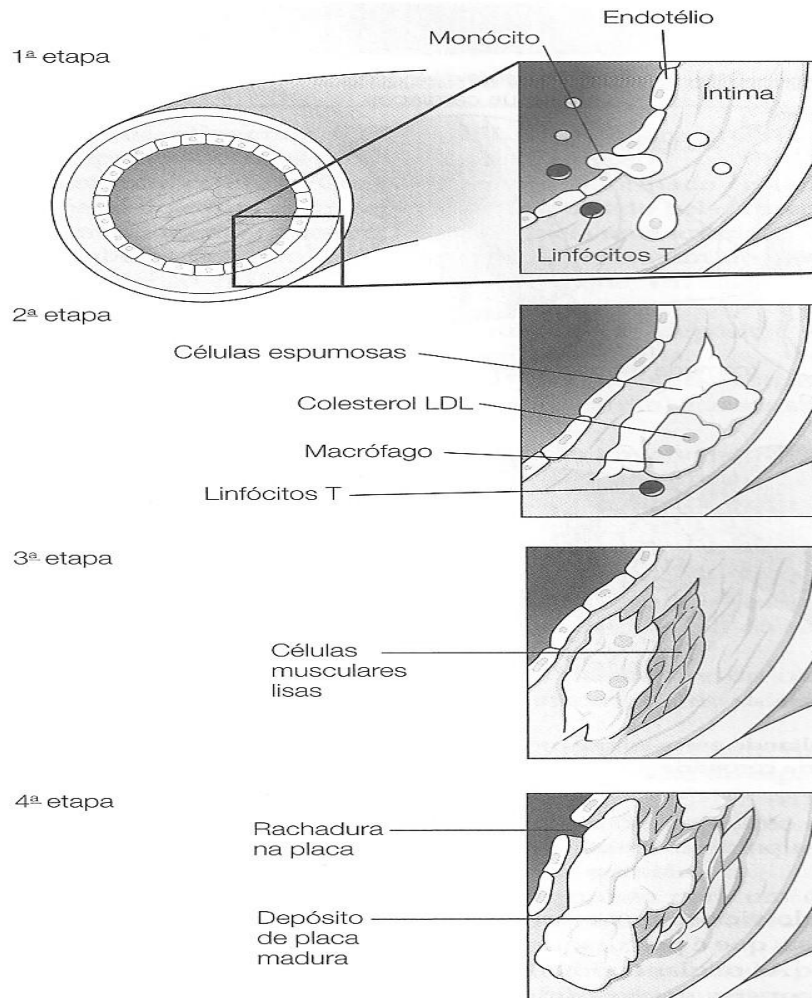 1ª etapa
Monócito
Endotélio
Íntima
Linfócitos T
2ª etapa
Células espumosas
Colesterol LDL
Macrófago
Linfócitos T
3ª etapa
Células
musculares
lisas
4ª etapa
Rachadura
na placa
Depósito
de placa
madura